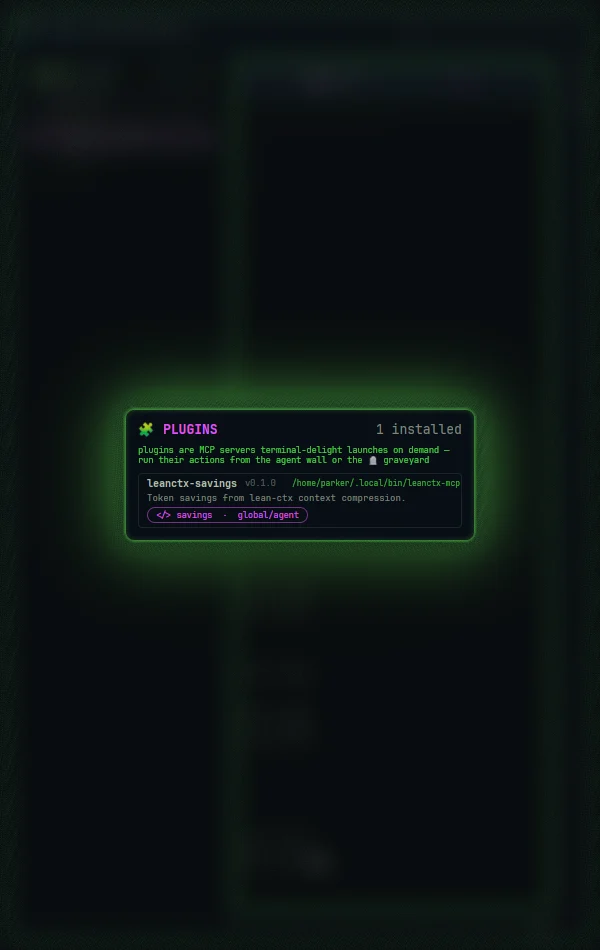 🧩 PLUGINS 1 installed
plugins are MCP servers terminal-delight launches on demand —
run their actions from the agent wall or the 🪦 graveyard
leanctx-savings v0.1.0 /home/parker/.local/bin/leanctx-mcp
Token savings from lean-ctx context compression.
</> savings · global/agent